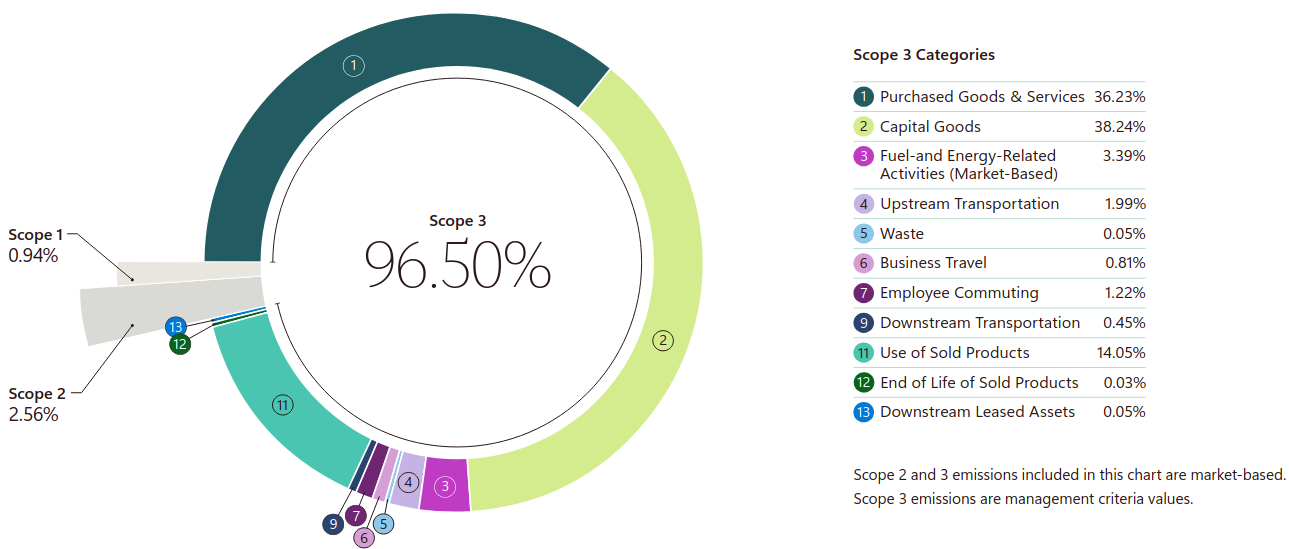 1
Scope 3
96.50%
Scope 1
0.94%
2
13
12
Scope 2
2.56%
11
4
3
9
7
6
5
Scope 3 Categories
1 Purchased Goods & Services 36.23%
2 Capital Goods 38.24%
3 Fuel-and Energy-Related 3.39%
Activities (Market-Based)
4 Upstream Transportation 1.99%
5 Waste 0.05%
6 Business Travel 0.81%
7 Employee Commuting 1.22%
9 Downstream Transportation 0.45%
11 Use of Sold Products 14.05%
12 End of Life of Sold Products 0.03%
13 Downstream Leased Assets 0.05%
Scope 2 and 3 emissions included in this chart are market-based.
Scope 3 emissions are management criteria values.